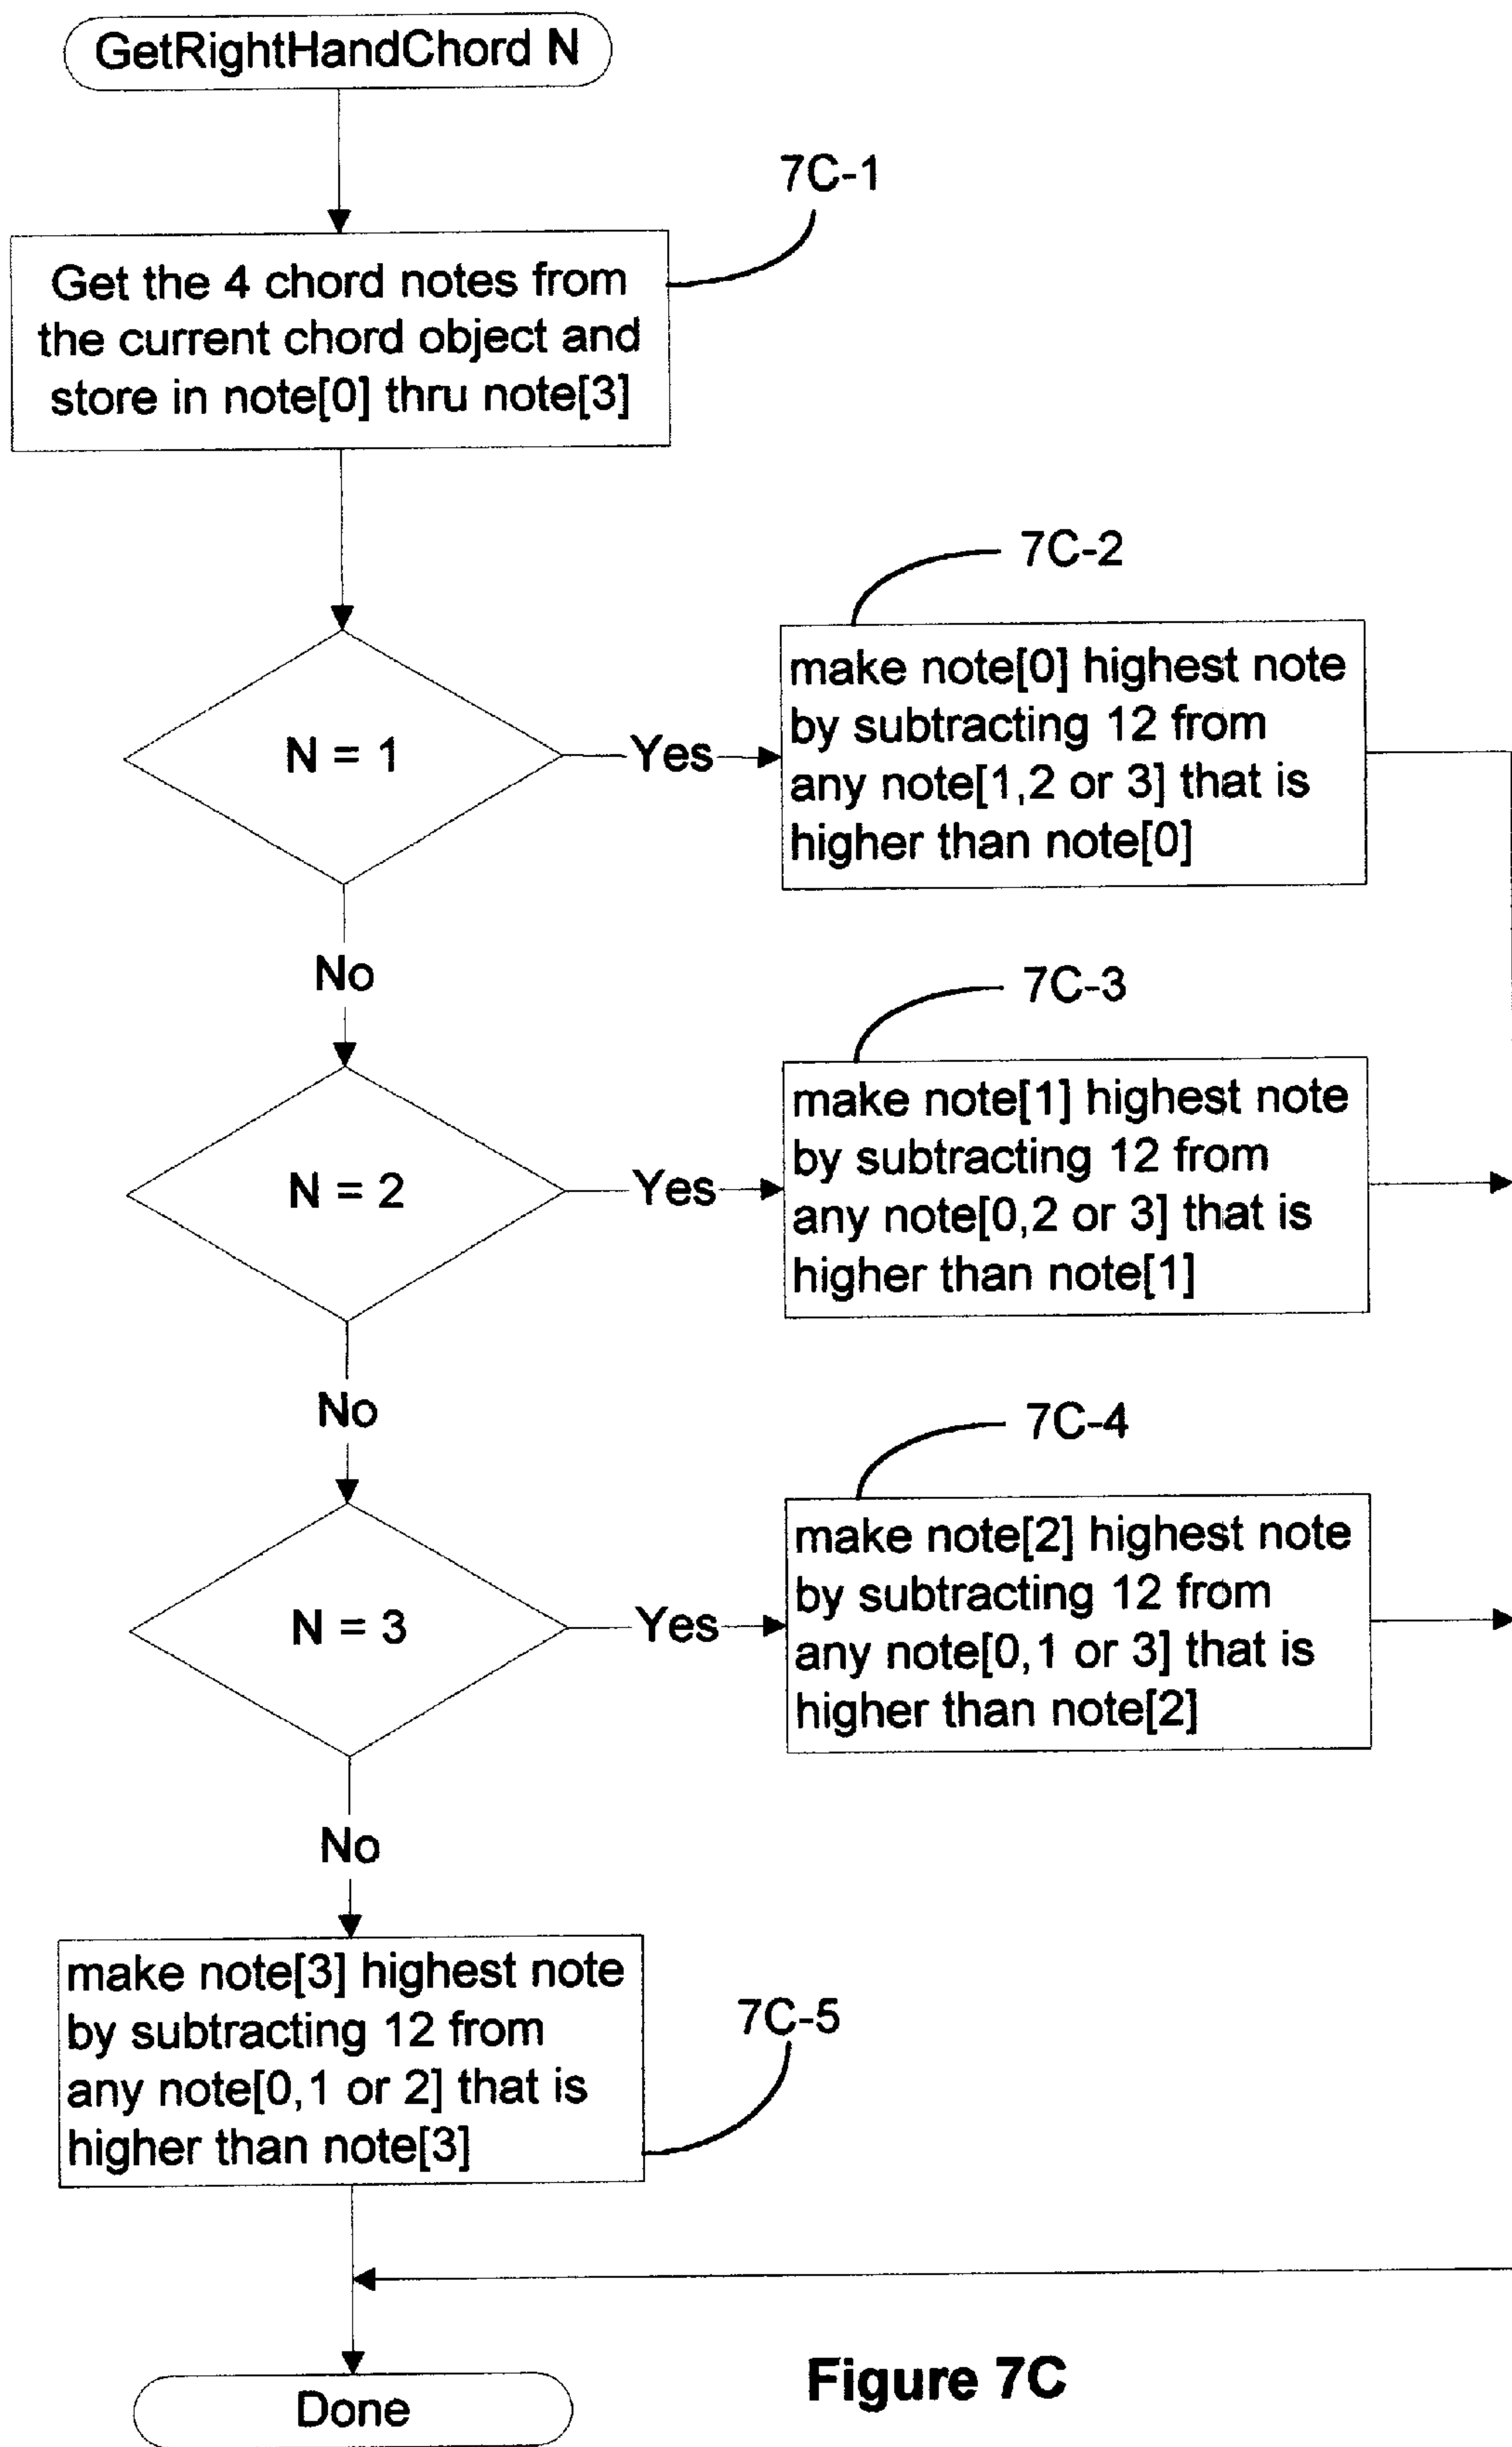 GetRightHandChord N
7C-1
Get the 4 chord notes from
the current chord object and
store in note[0] thru note[3]
7C-2
N = 1
Yes
make note[0] highest note
by subtracting 12 from
any note[1,2 or 3] that is
higher than note[0]
No
7C-3
N = 2
Yes
make note[1] highest note
by subtracting 12 from
any note[0,2 or 3] that is
higher than note[1]
No
7C-4
N = 3
Yes
make note[2] highest note
by subtracting 12 from
any note[0,1 or 3] that is
higher than note[2]
No
make note[3] highest note
by subtracting 12 from
any note[0,1 or 2] that is
higher than note[3]
7C-5
Done
Figure 7C